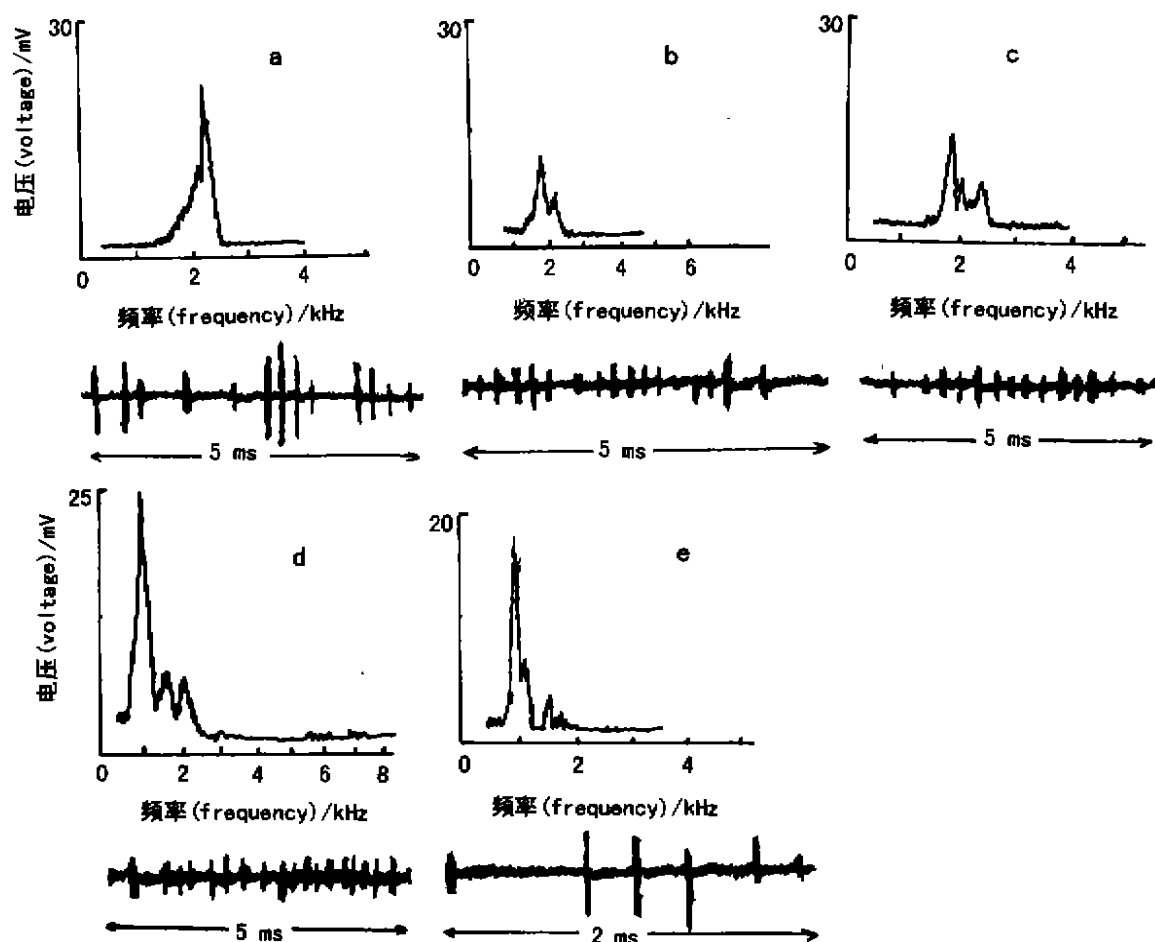 30
a
电压(voltage)/mV
0 2 4
频率(frequency)/kHz
5 ms
30
b
0 2 4 6
频率(frequency)/kHz
5 ms
30
c
0 2 4
频率(frequency)/kHz
5 ms
25
d
电压(voltage)/mV
0 2 4 6 8
频率(frequency)/kHz
5 ms
20
e
0 2 4
频率(frequency)/kHz
2 ms